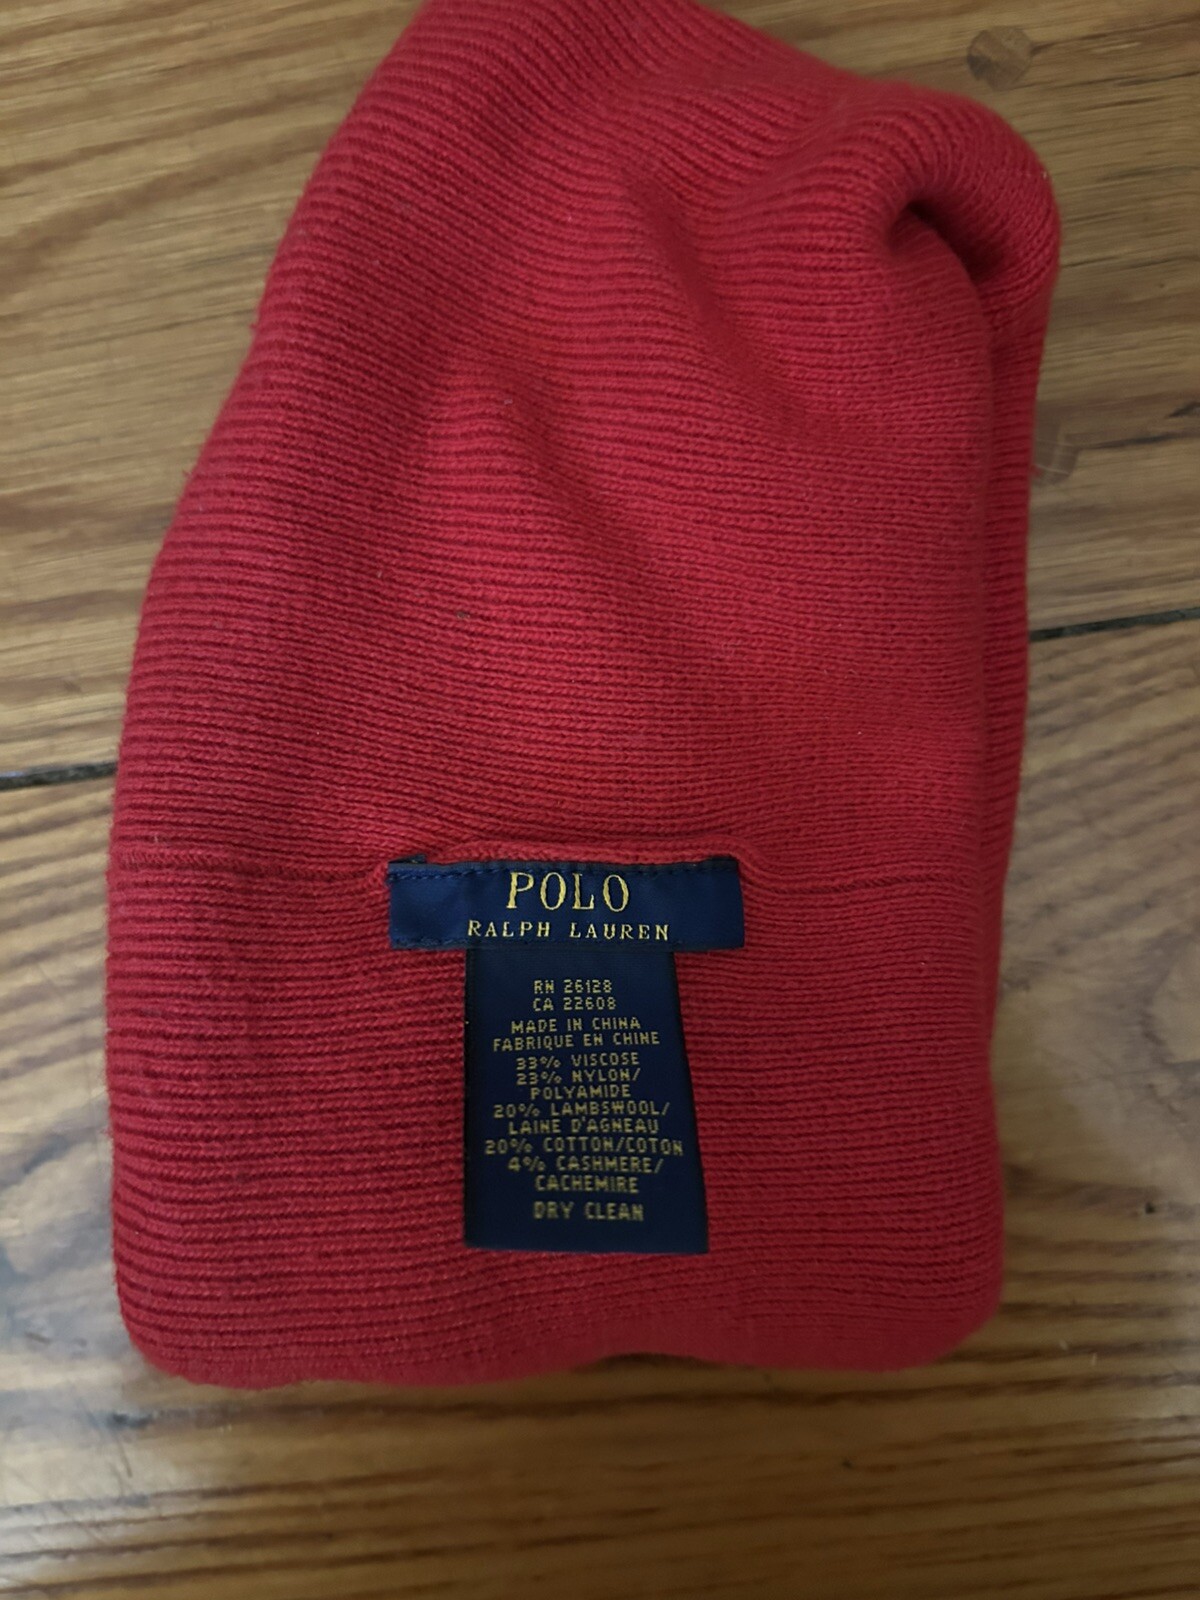 POLO
RALPH LAUREN
RN 26128
CA 22608
MADE IN CHINA
FABRIQUE EN CHINE
33% VISCOSE
23% NYLON/
POLYAMIDE
20% LAMBSWOOL/
LAINE D'AGNEAU
20% COTTON/COTON
4% CASHMERE/
CACHEMIRE
DRY CLEAN